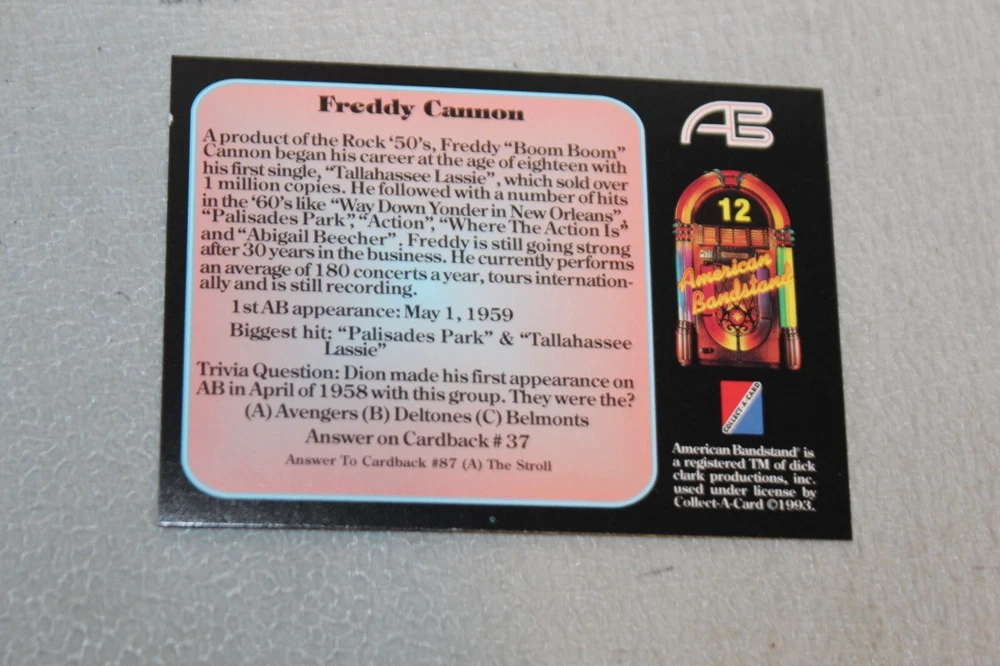 Freddy Cannon
A product of the Rock ‘50’s, Freddy “Boom Boom”
Cannon began his career at the age of eighteen with
his first single, “Tallahassee Lassie”, which sold over
1 million copies. He followed with a number of hits
in the ‘60’s like “Way Down Yonder in New Orleans”,
“Palisades Park”, “Action”, “Where The Action Is”
and “Abigail Beecher”. Freddy is still going strong
after 30 years in the business. He currently performs
an average of 180 concerts a year, tours internation-
ally and is still recording.
1st AB appearance: May 1, 1959
Biggest hit: “Palisades Park” & “Tallahassee
Lassie”
Trivia Question: Dion made his first appearance on
AB in April of 1958 with this group. They were the?
(A) Avengers (B) Deltones (C) Belmonts
Answer on Cardback # 37
Answer To Cardback #87 (A) The Stroll
AB
12
American
Bandstand
COLLECT-A-CARD
American Bandstand® is
a registered TM of dick
clark productions, inc.
used under license by
Collect-A-Card ©1993.